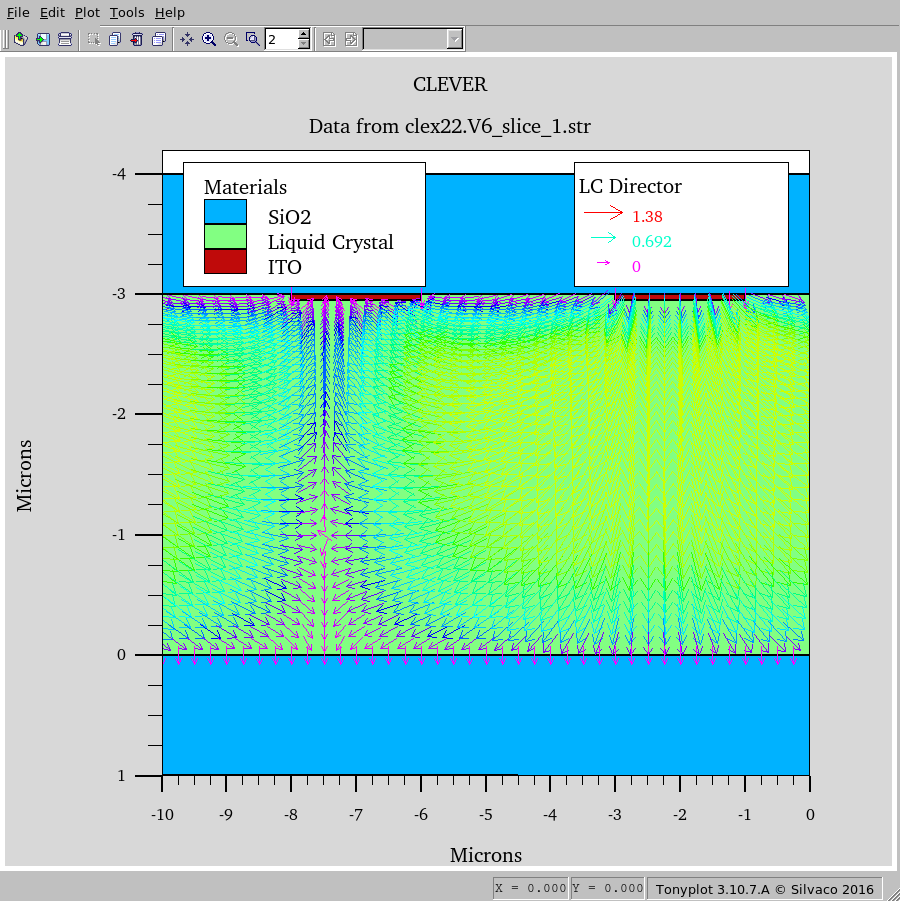 File Edit Plot Tools Help
2
CLEVER
Data from clex22.V6_slice_1.str
Materials
SiO2
Liquid Crystal
ITO
LC Director
1.38
0.692
0
-4
-3
-2
-1
0
1
Microns
-10 -9 -8 -7 -6 -5 -4 -3 -2 -1 0
Microns
X = 0.000 Y = 0.000 Tonyplot 3.10.7.A © Silvaco 2016